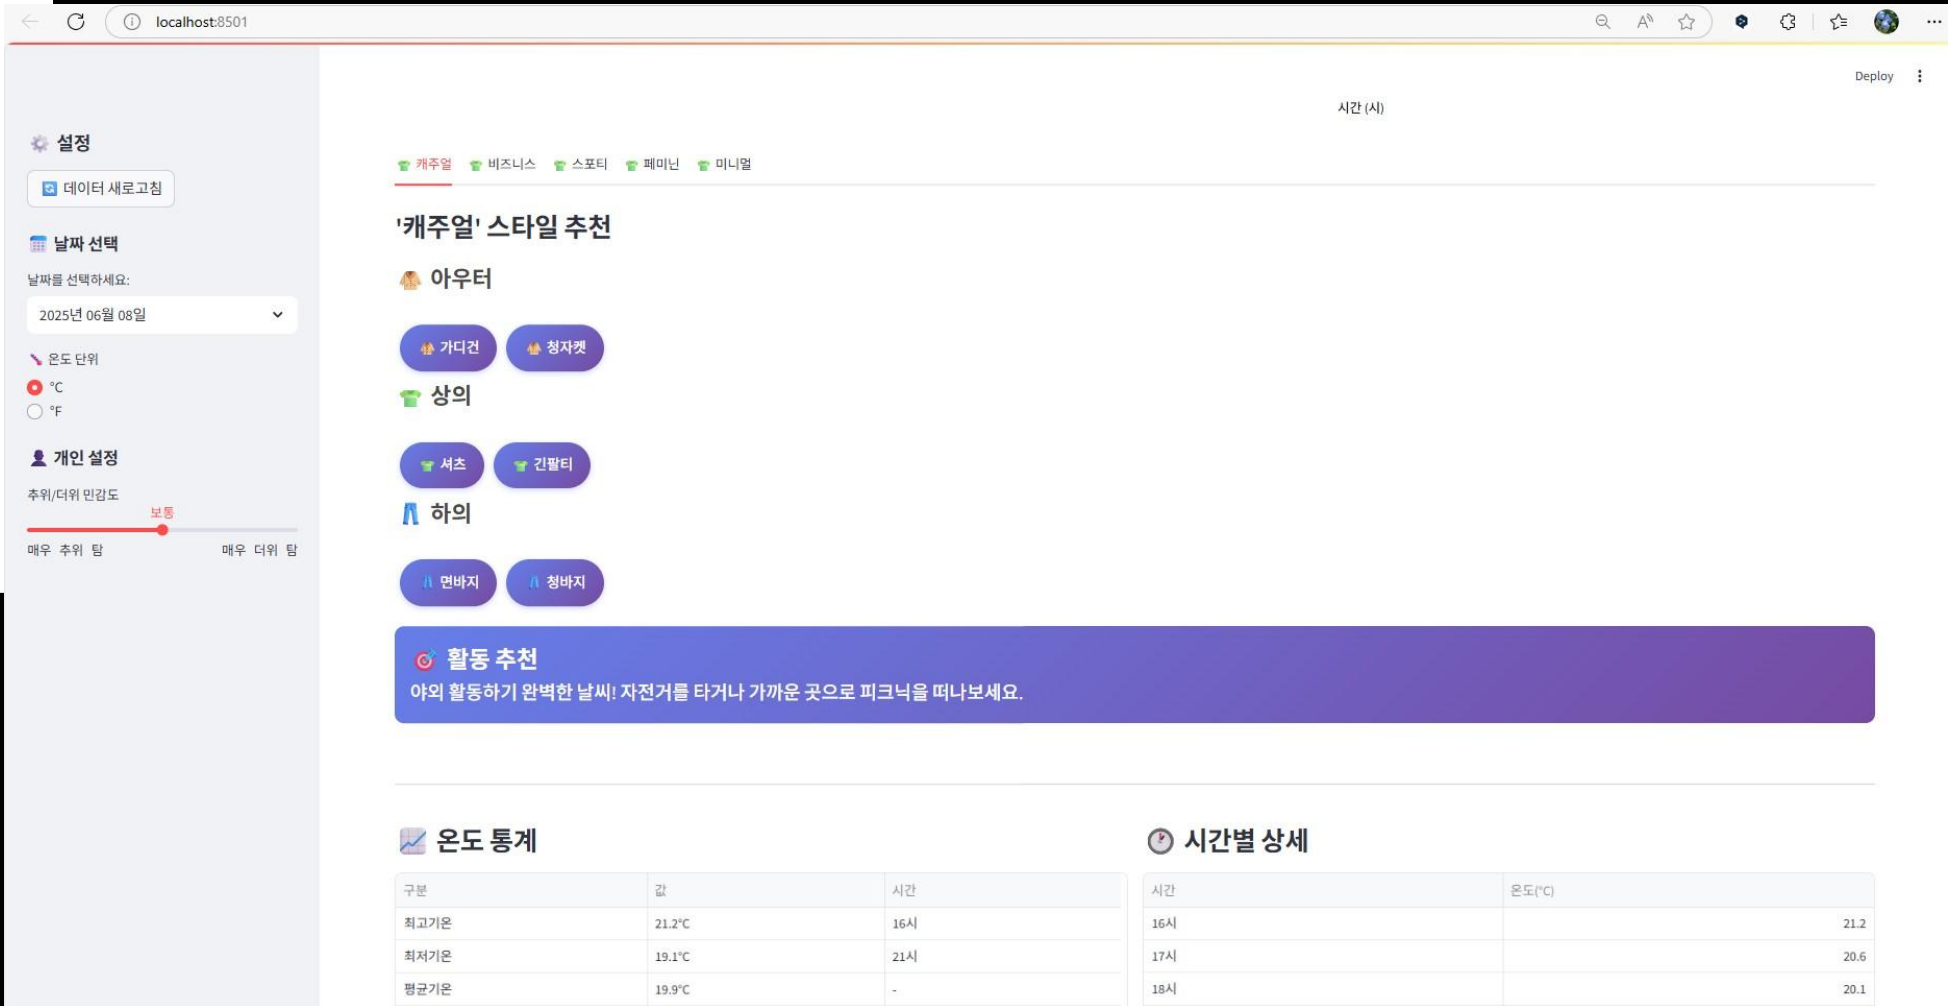 localhost:8501
Deploy
설정
데이터 새로고침
날짜 선택
날짜를 선택하세요:
2025년 06월 08일
온도 단위
°C
°F
개인 설정
추위/더위 민감도
보통
매우 추위 탐
매우 더위 탐
시간 (시)
캐주얼 비즈니스 스포티 페미닌 미니멀
'캐주얼' 스타일 추천
아우터
가디건 청자켓
상의
셔츠 긴팔티
하의
면바지 청바지
활동 추천
야외 활동하기 완벽한 날씨! 자전거를 타거나 가까운 곳으로 피크닉을 떠나보세요.
온도 통계
구분 값 시간
최고기온 21.2°C 16시
최저기온 19.1°C 21시
평균기온 19.9°C -
시간별 상세
시간 온도(°C)
16시 21.2
17시 20.6
18시 20.1